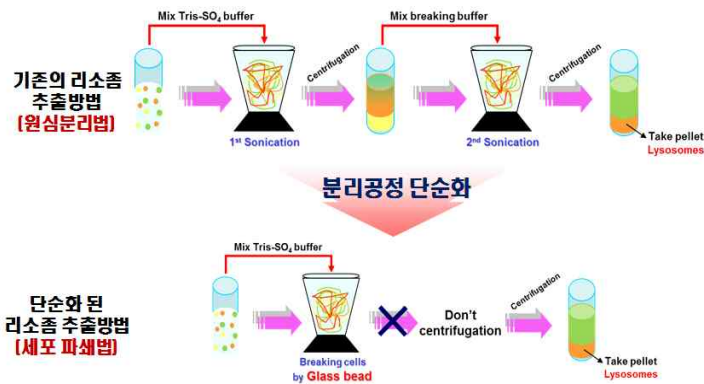 Mix Tris-SO₄ buffer
Mix breaking buffer
기존의 리소좀
추출방법
(원심분리법)
Centrifugation
Centrifugation
1st Sonication
2nd Sonication
Take pellet
Lysosomes
분리공정 단순화
Mix Tris-SO₄ buffer
단순화 된
리소좀 추출방법
(세포 파쇄법)
Don't
centrifugation
Centrifugation
Breaking cells
by Glass bead
Take pellet
Lysosomes